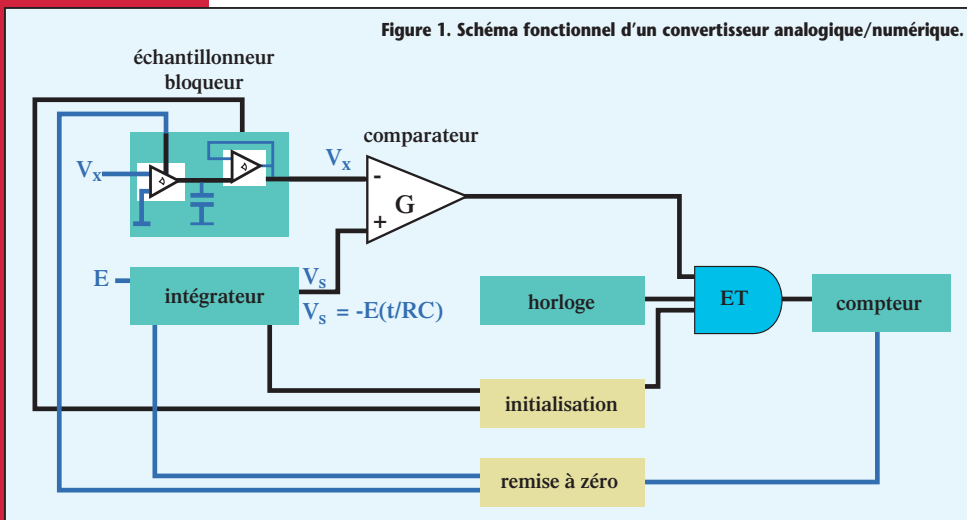 Figure 1. Schéma fonctionnel d'un convertisseur analogique/numérique.
échantillonneur
bloqueur
comparateur
Vx
Vx
-
G
+
E
intégrateur
Vs
Vs = -E(t/RC)
horloge
ET
compteur
initialisation
remise à zéro